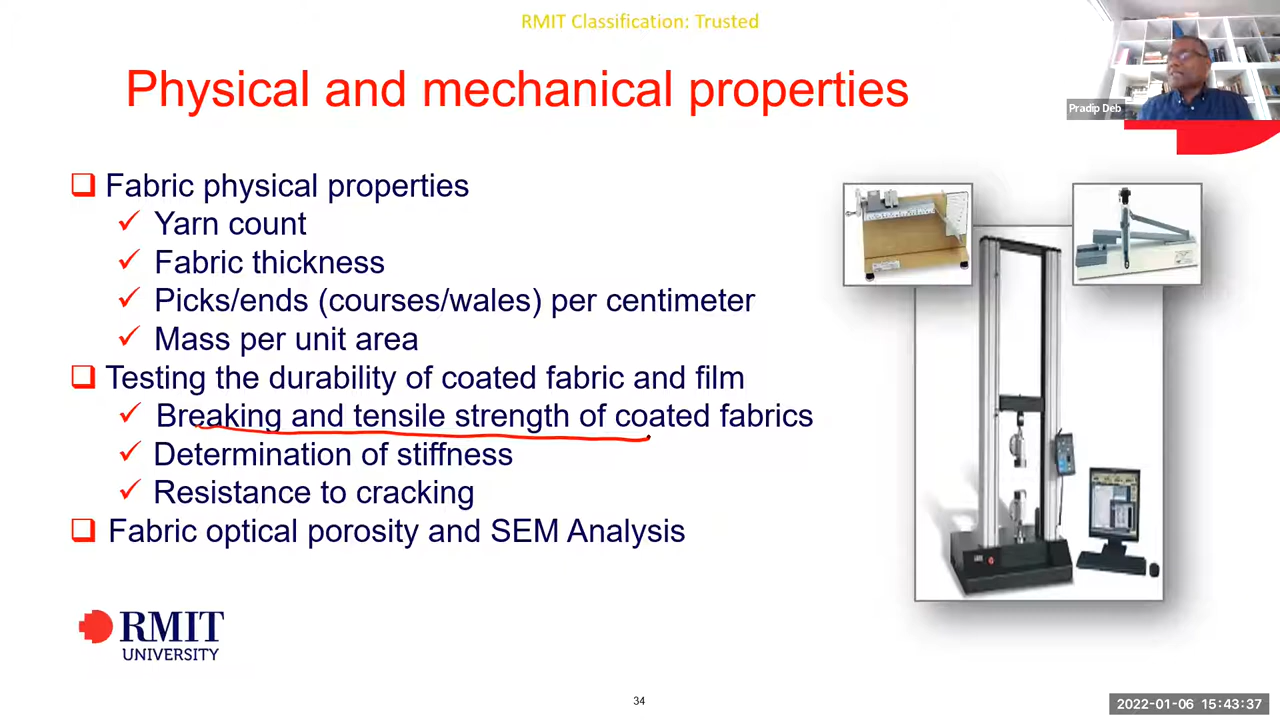 RMIT Classification: Trusted
Physical and mechanical properties
Pradip Deb
Fabric physical properties
Yarn count
Fabric thickness
Picks/ends (courses/wales) per centimeter
Mass per unit area
Testing the durability of coated fabric and film
Breaking and tensile strength of coated fabrics
Determination of stiffness
Resistance to cracking
Fabric optical porosity and SEM Analysis
RMIT
UNIVERSITY
34
2022-01-06 15:43:37